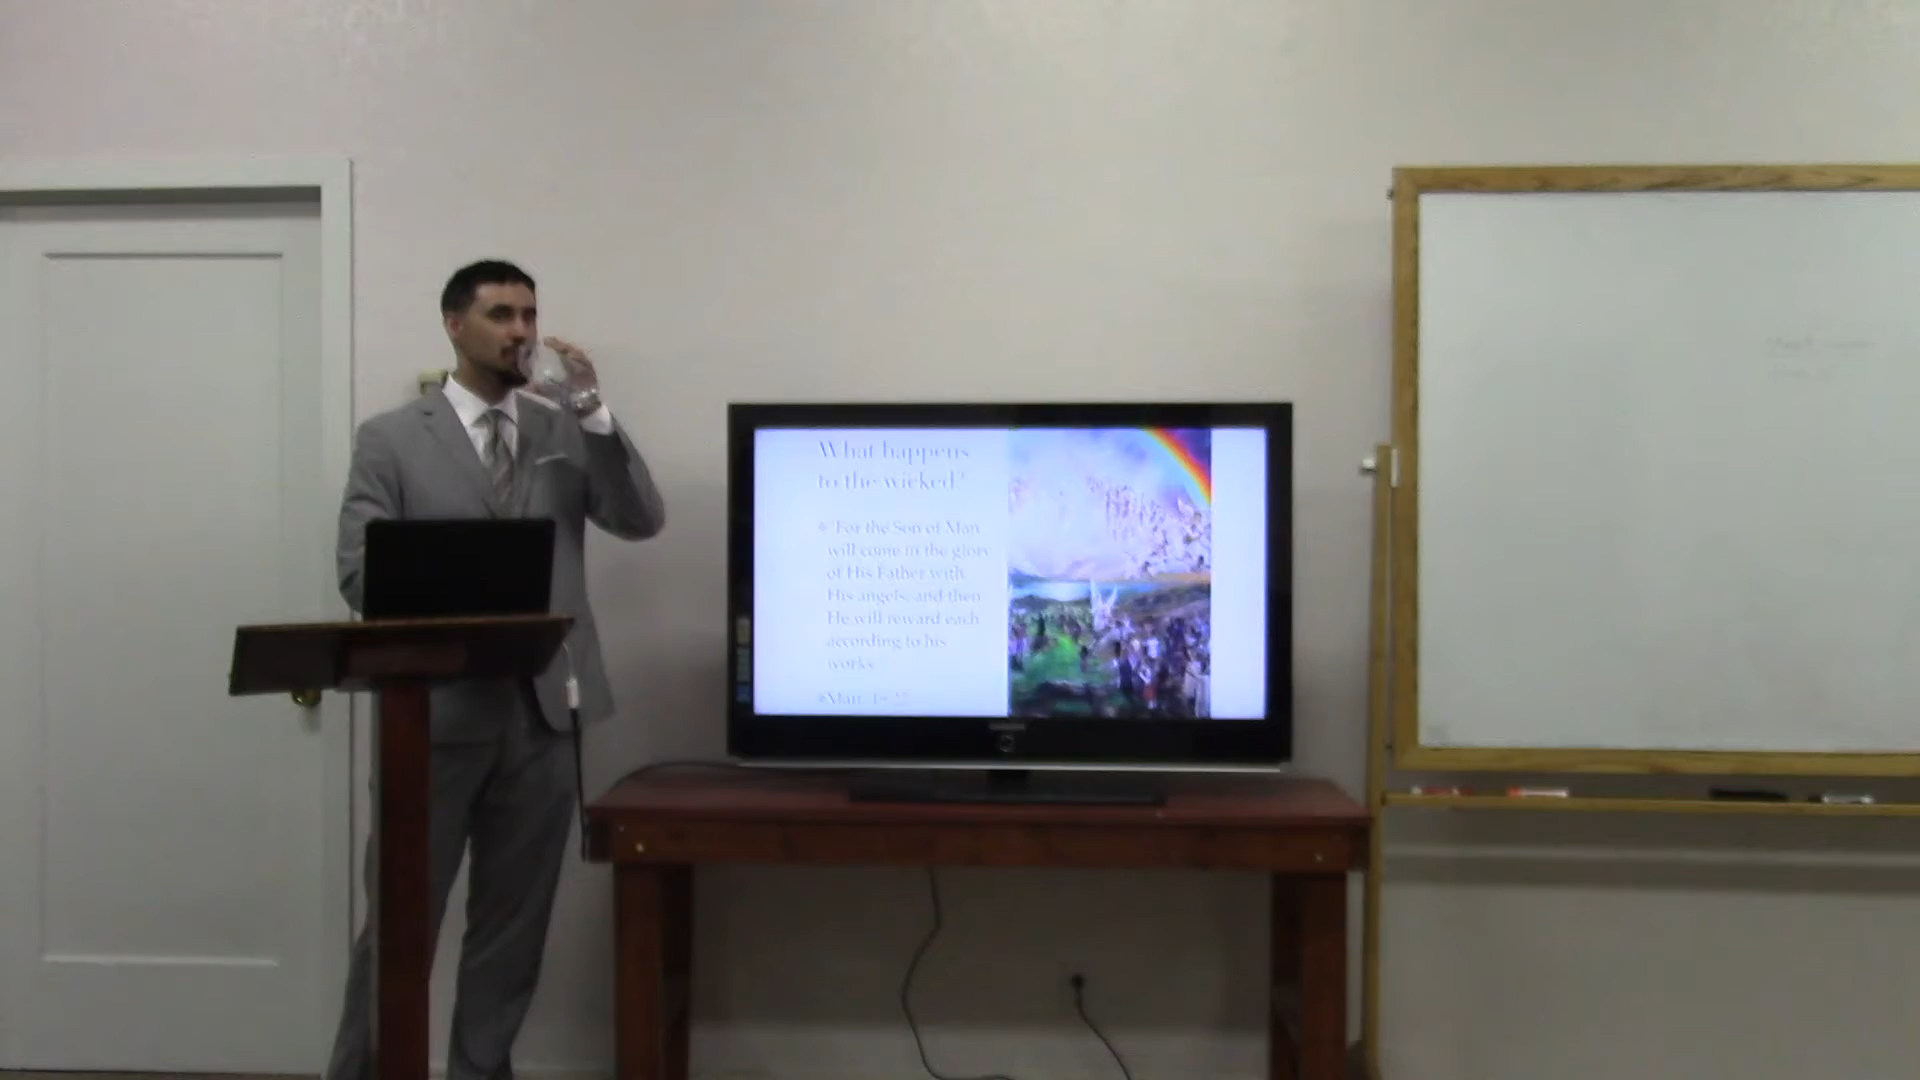 What happens
to the wicked?
"For the Son of Man
will come in the glory
of His Father with
His angels, and then
He will reward each
according to his
works.